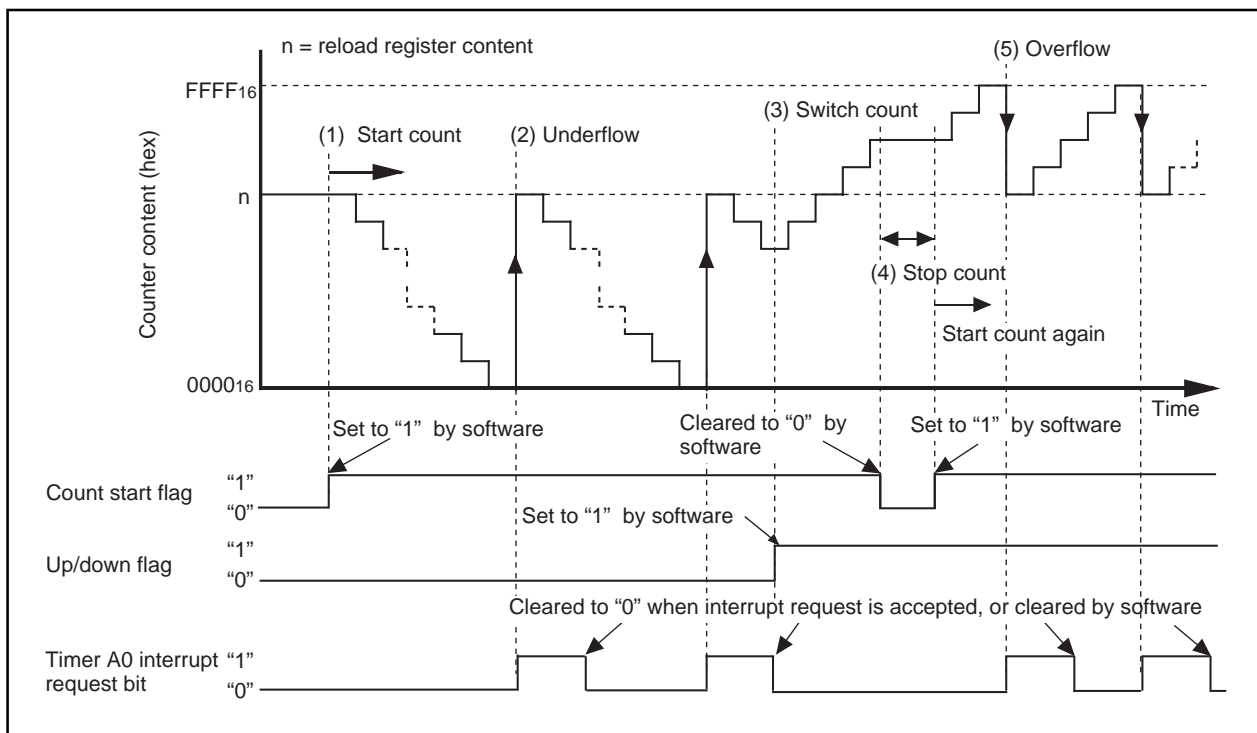 n = reload register content
(5) Overflow
FFFF16
(3) Switch count
(1) Start count
(2) Underflow
Counter content (hex)
n
(4) Stop count
Start count again
000016
Time
Set to “1” by software
Cleared to “0” by
software
Set to “1” by software
Count start flag
“1”
“0”
Set to “1” by software
Up/down flag
“1”
“0”
Cleared to “0” when interrupt request is accepted, or cleared by software
Timer A0 interrupt
request bit
“1”
“0”